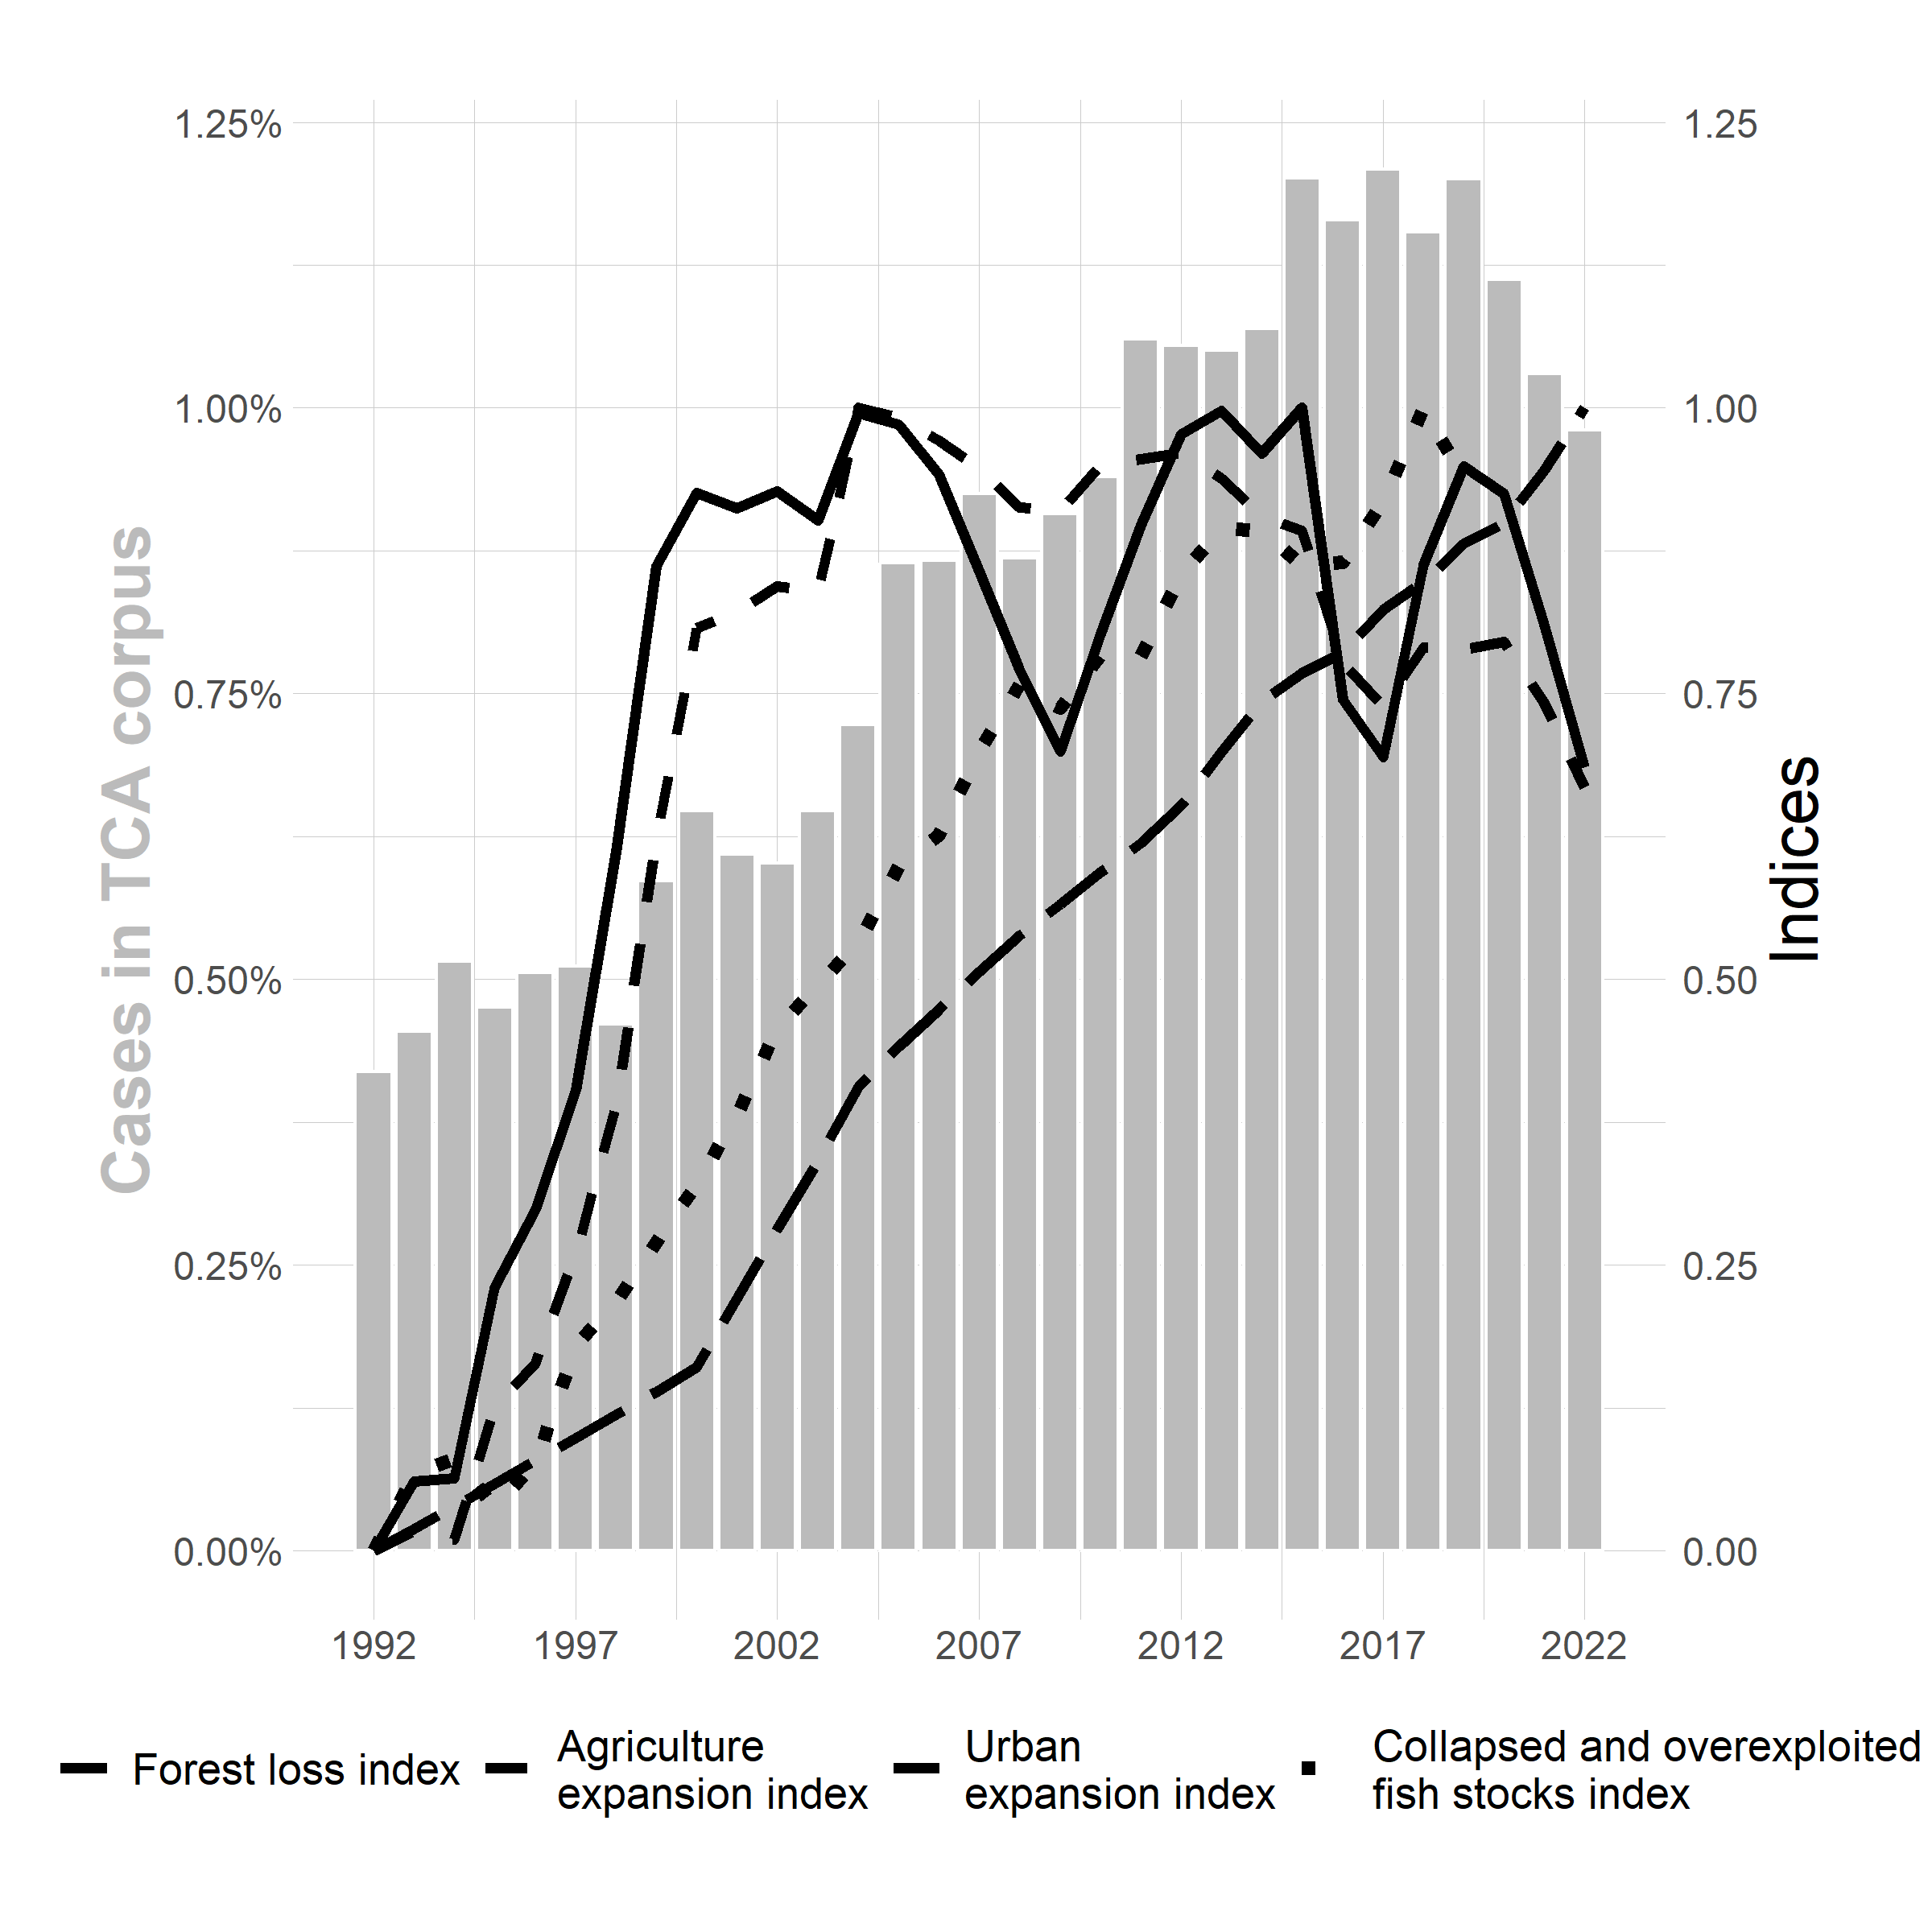 1.25%
1.00%
0.75%
0.50%
0.25%
0.00%
Cases in TCA corpus
1.25
1.00
0.75
0.50
0.25
0.00
Indices
1992 1997 2002 2007 2012 2017 2022
Forest loss index
Agriculture
expansion index
Urban
expansion index
Collapsed and overexploited
fish stocks index